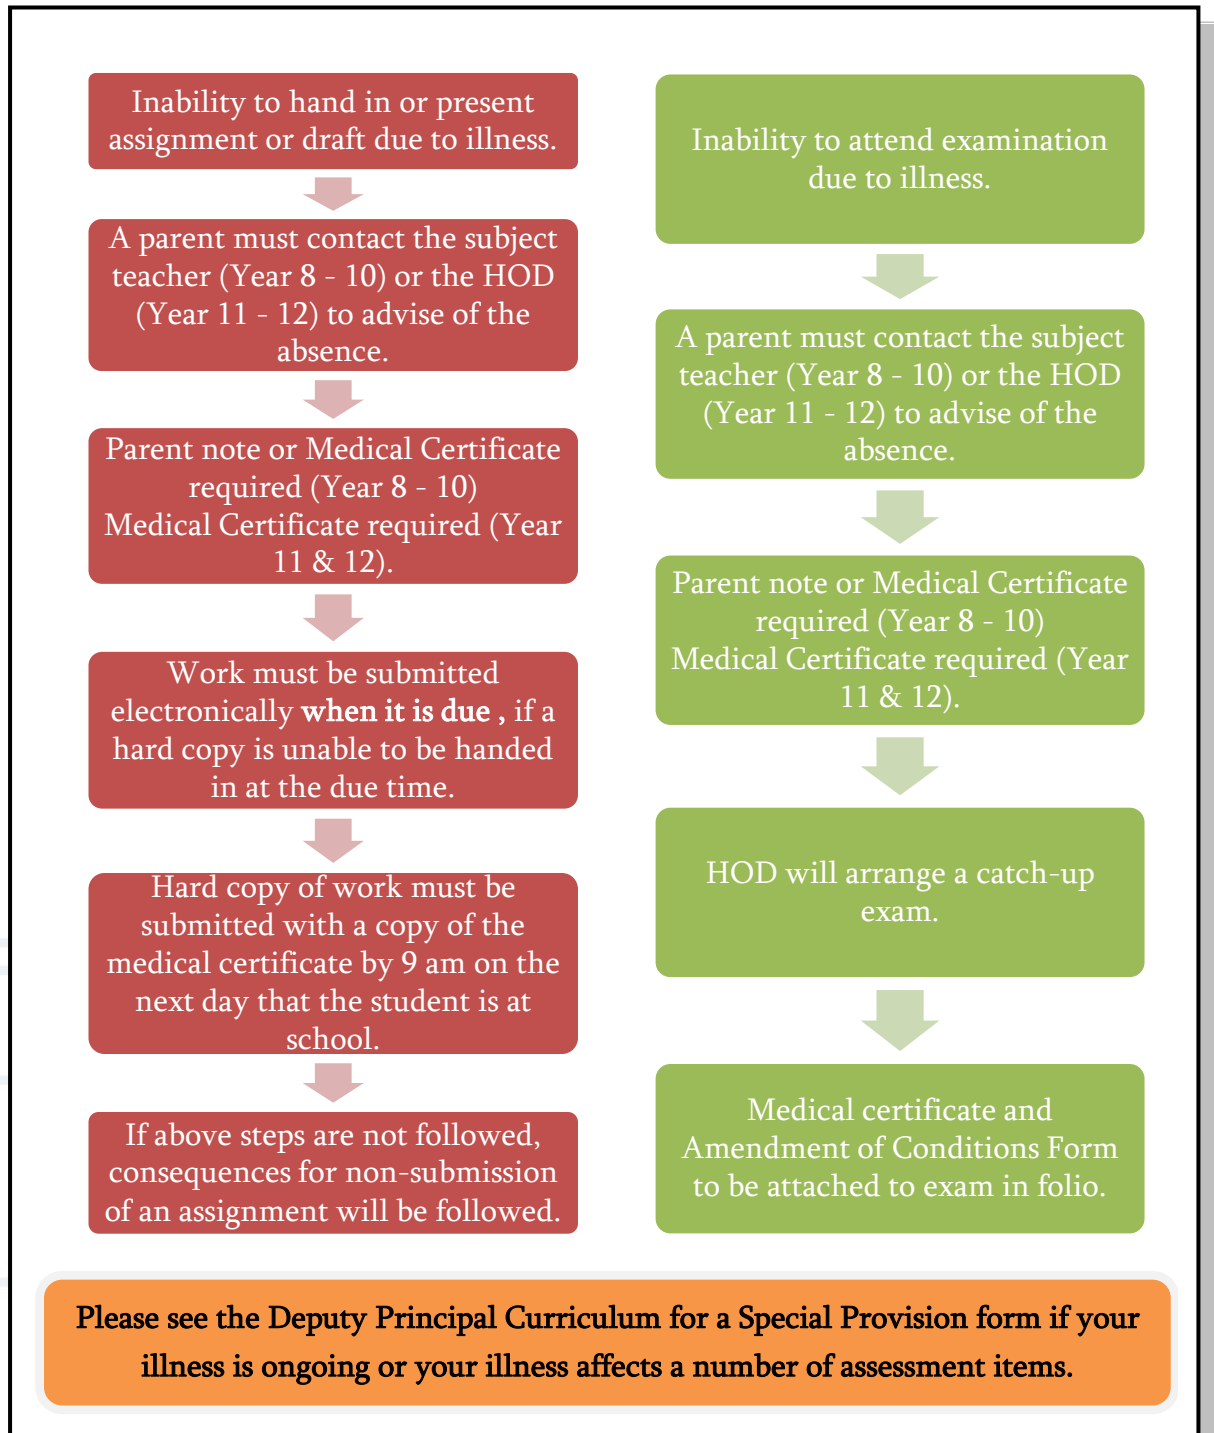 Inability to hand in or present
assignment or draft due to illness.
A parent must contact the subject
teacher (Year 8 - 10) or the HOD
(Year 11 - 12) to advise of the
absence.
Parent note or Medical Certificate
required (Year 8 - 10)
Medical Certificate required (Year
11 & 12).
Work must be submitted
electronically when it is due , if a
hard copy is unable to be handed
in at the due time.
Hard copy of work must be
submitted with a copy of the
medical certificate by 9 am on the
next day that the student is at
school.
If above steps are not followed,
consequences for non-submission
of an assignment will be followed.
Inability to attend examination
due to illness.
A parent must contact the subject
teacher (Year 8 - 10) or the HOD
(Year 11 - 12) to advise of the
absence.
Parent note or Medical Certificate
required (Year 8 - 10)
Medical Certificate required (Year
11 & 12).
HOD will arrange a catch-up
exam.
Medical certificate and
Amendment of Conditions Form
to be attached to exam in folio.
Please see the Deputy Principal Curriculum for a Special Provision form if your
illness is ongoing or your illness affects a number of assessment items.